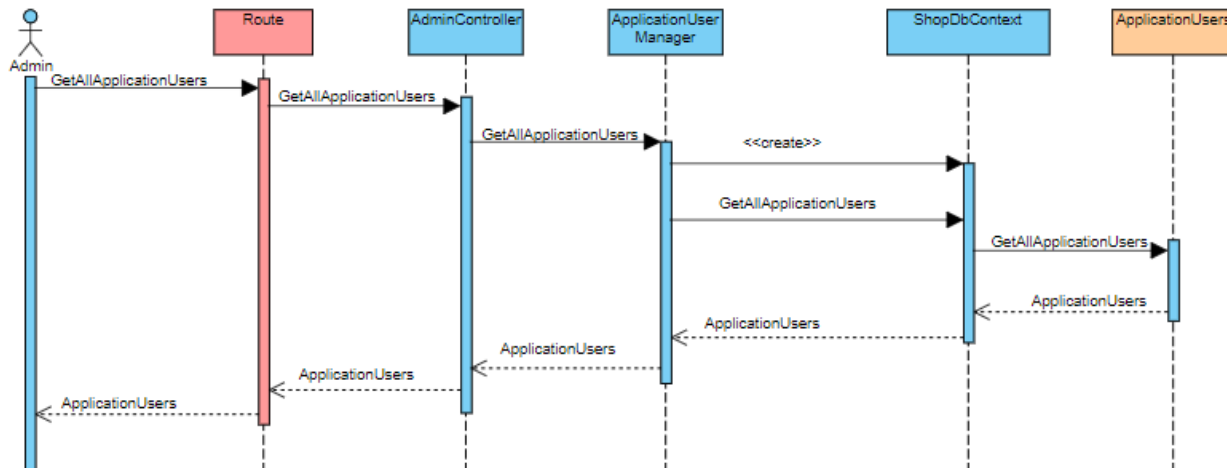 Route
AdminController
ApplicationUser
Manager
ShopDbContext
ApplicationUsers
Admin
GetAllApplicationUsers
GetAllApplicationUsers
GetAllApplicationUsers
<<create>>
GetAllApplicationUsers
GetAllApplicationUsers
ApplicationUsers
ApplicationUsers
ApplicationUsers
ApplicationUsers
ApplicationUsers